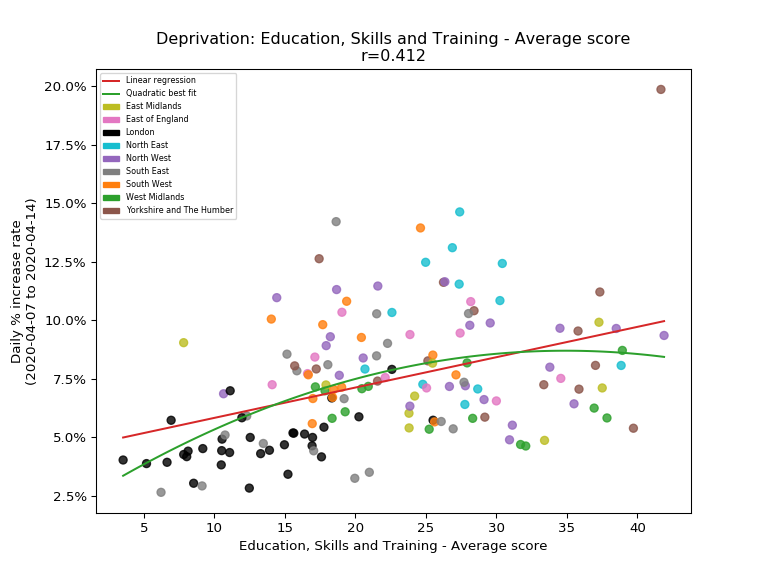 Deprivation: Education, Skills and Training - Average score
r=0.412
Daily % increase rate
(2020-04-07 to 2020-04-14)
20.0%
17.5%
15.0%
12.5%
10.0%
7.5%
5.0%
2.5%
Linear regression
Quadratic best fit
East Midlands
East of England
London
North East
North West
South East
South West
West Midlands
Yorkshire and The Humber
5 10 15 20 25 30 35 40
Education, Skills and Training - Average score